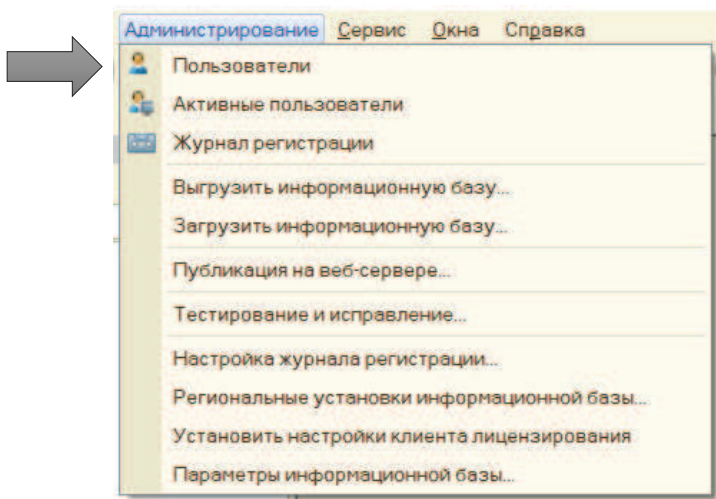 Администрирование Сервис Окна Справка
Пользователи
Активные пользователи
Журнал регистрации
Выгрузить информационную базу...
Загрузить информационную базу...
Публикация на веб-сервере...
Тестирование и исправление...
Настройка журнала регистрации...
Региональные установки информационной базы...
Установить настройки клиента лицензирования
Параметры информационной базы...